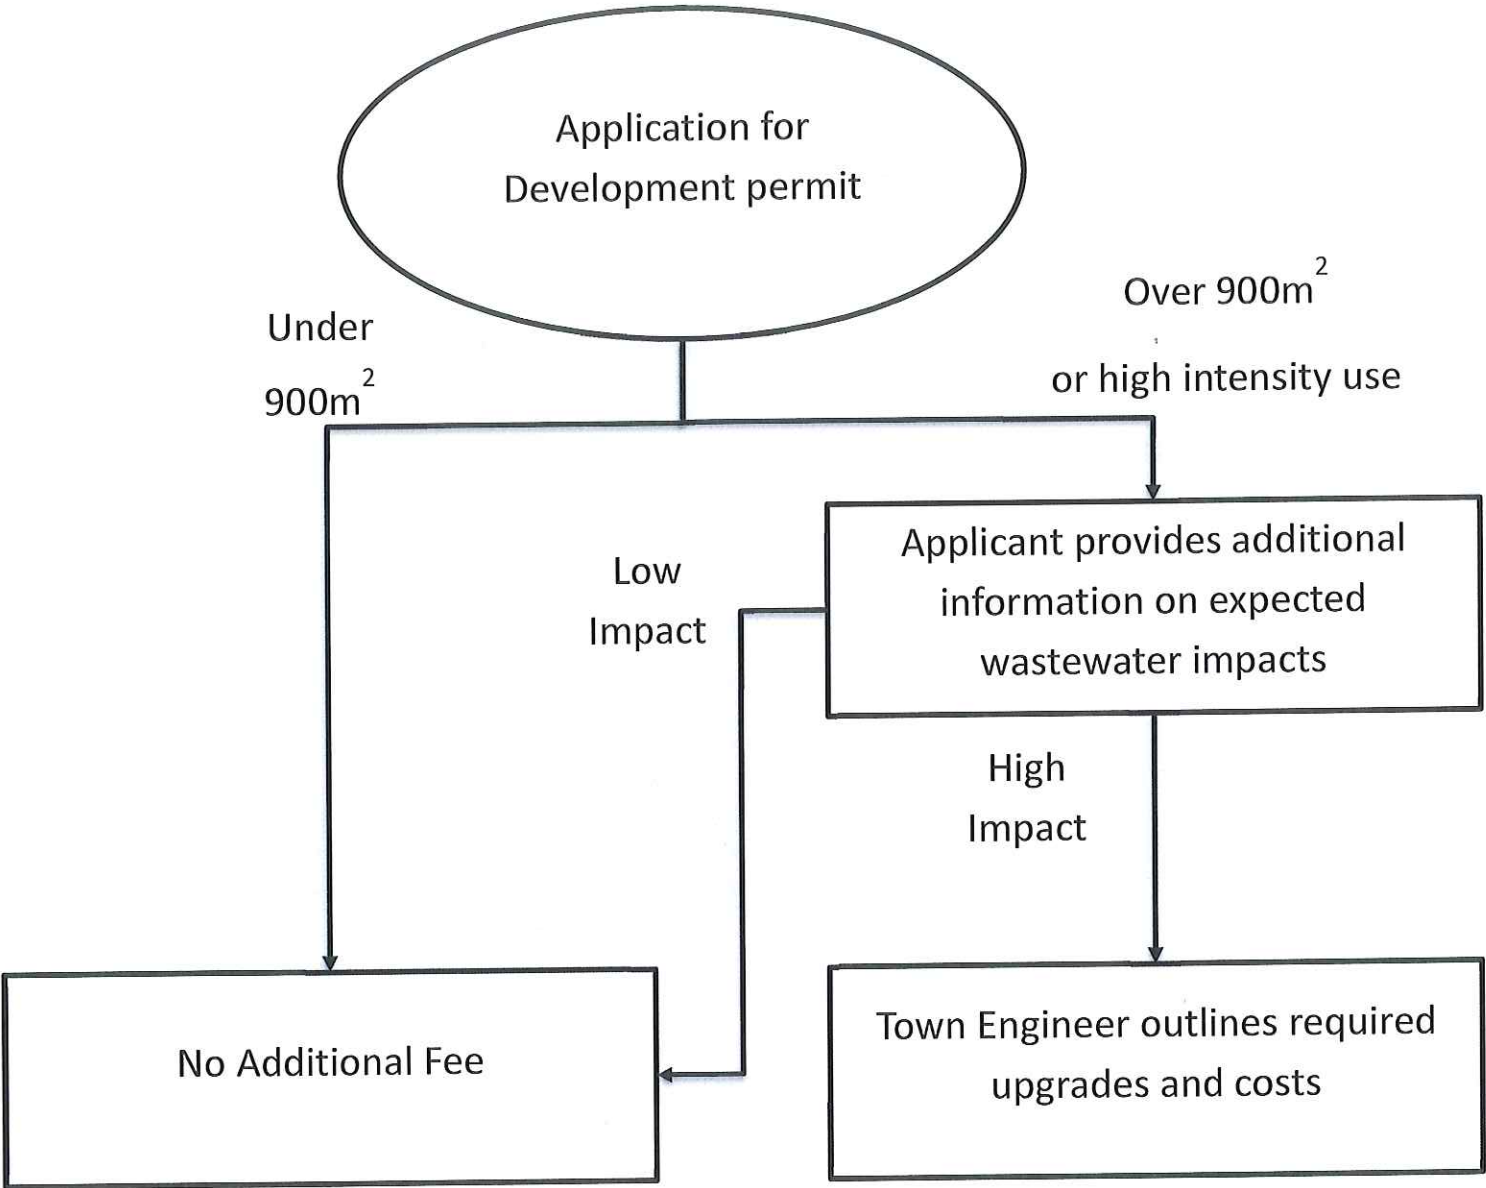 Application for
Development permit
Under
900m²
Over 900m²
or high intensity use
Applicant provides additional
information on expected
wastewater impacts
Low
Impact
High
Impact
No Additional Fee
Town Engineer outlines required
upgrades and costs